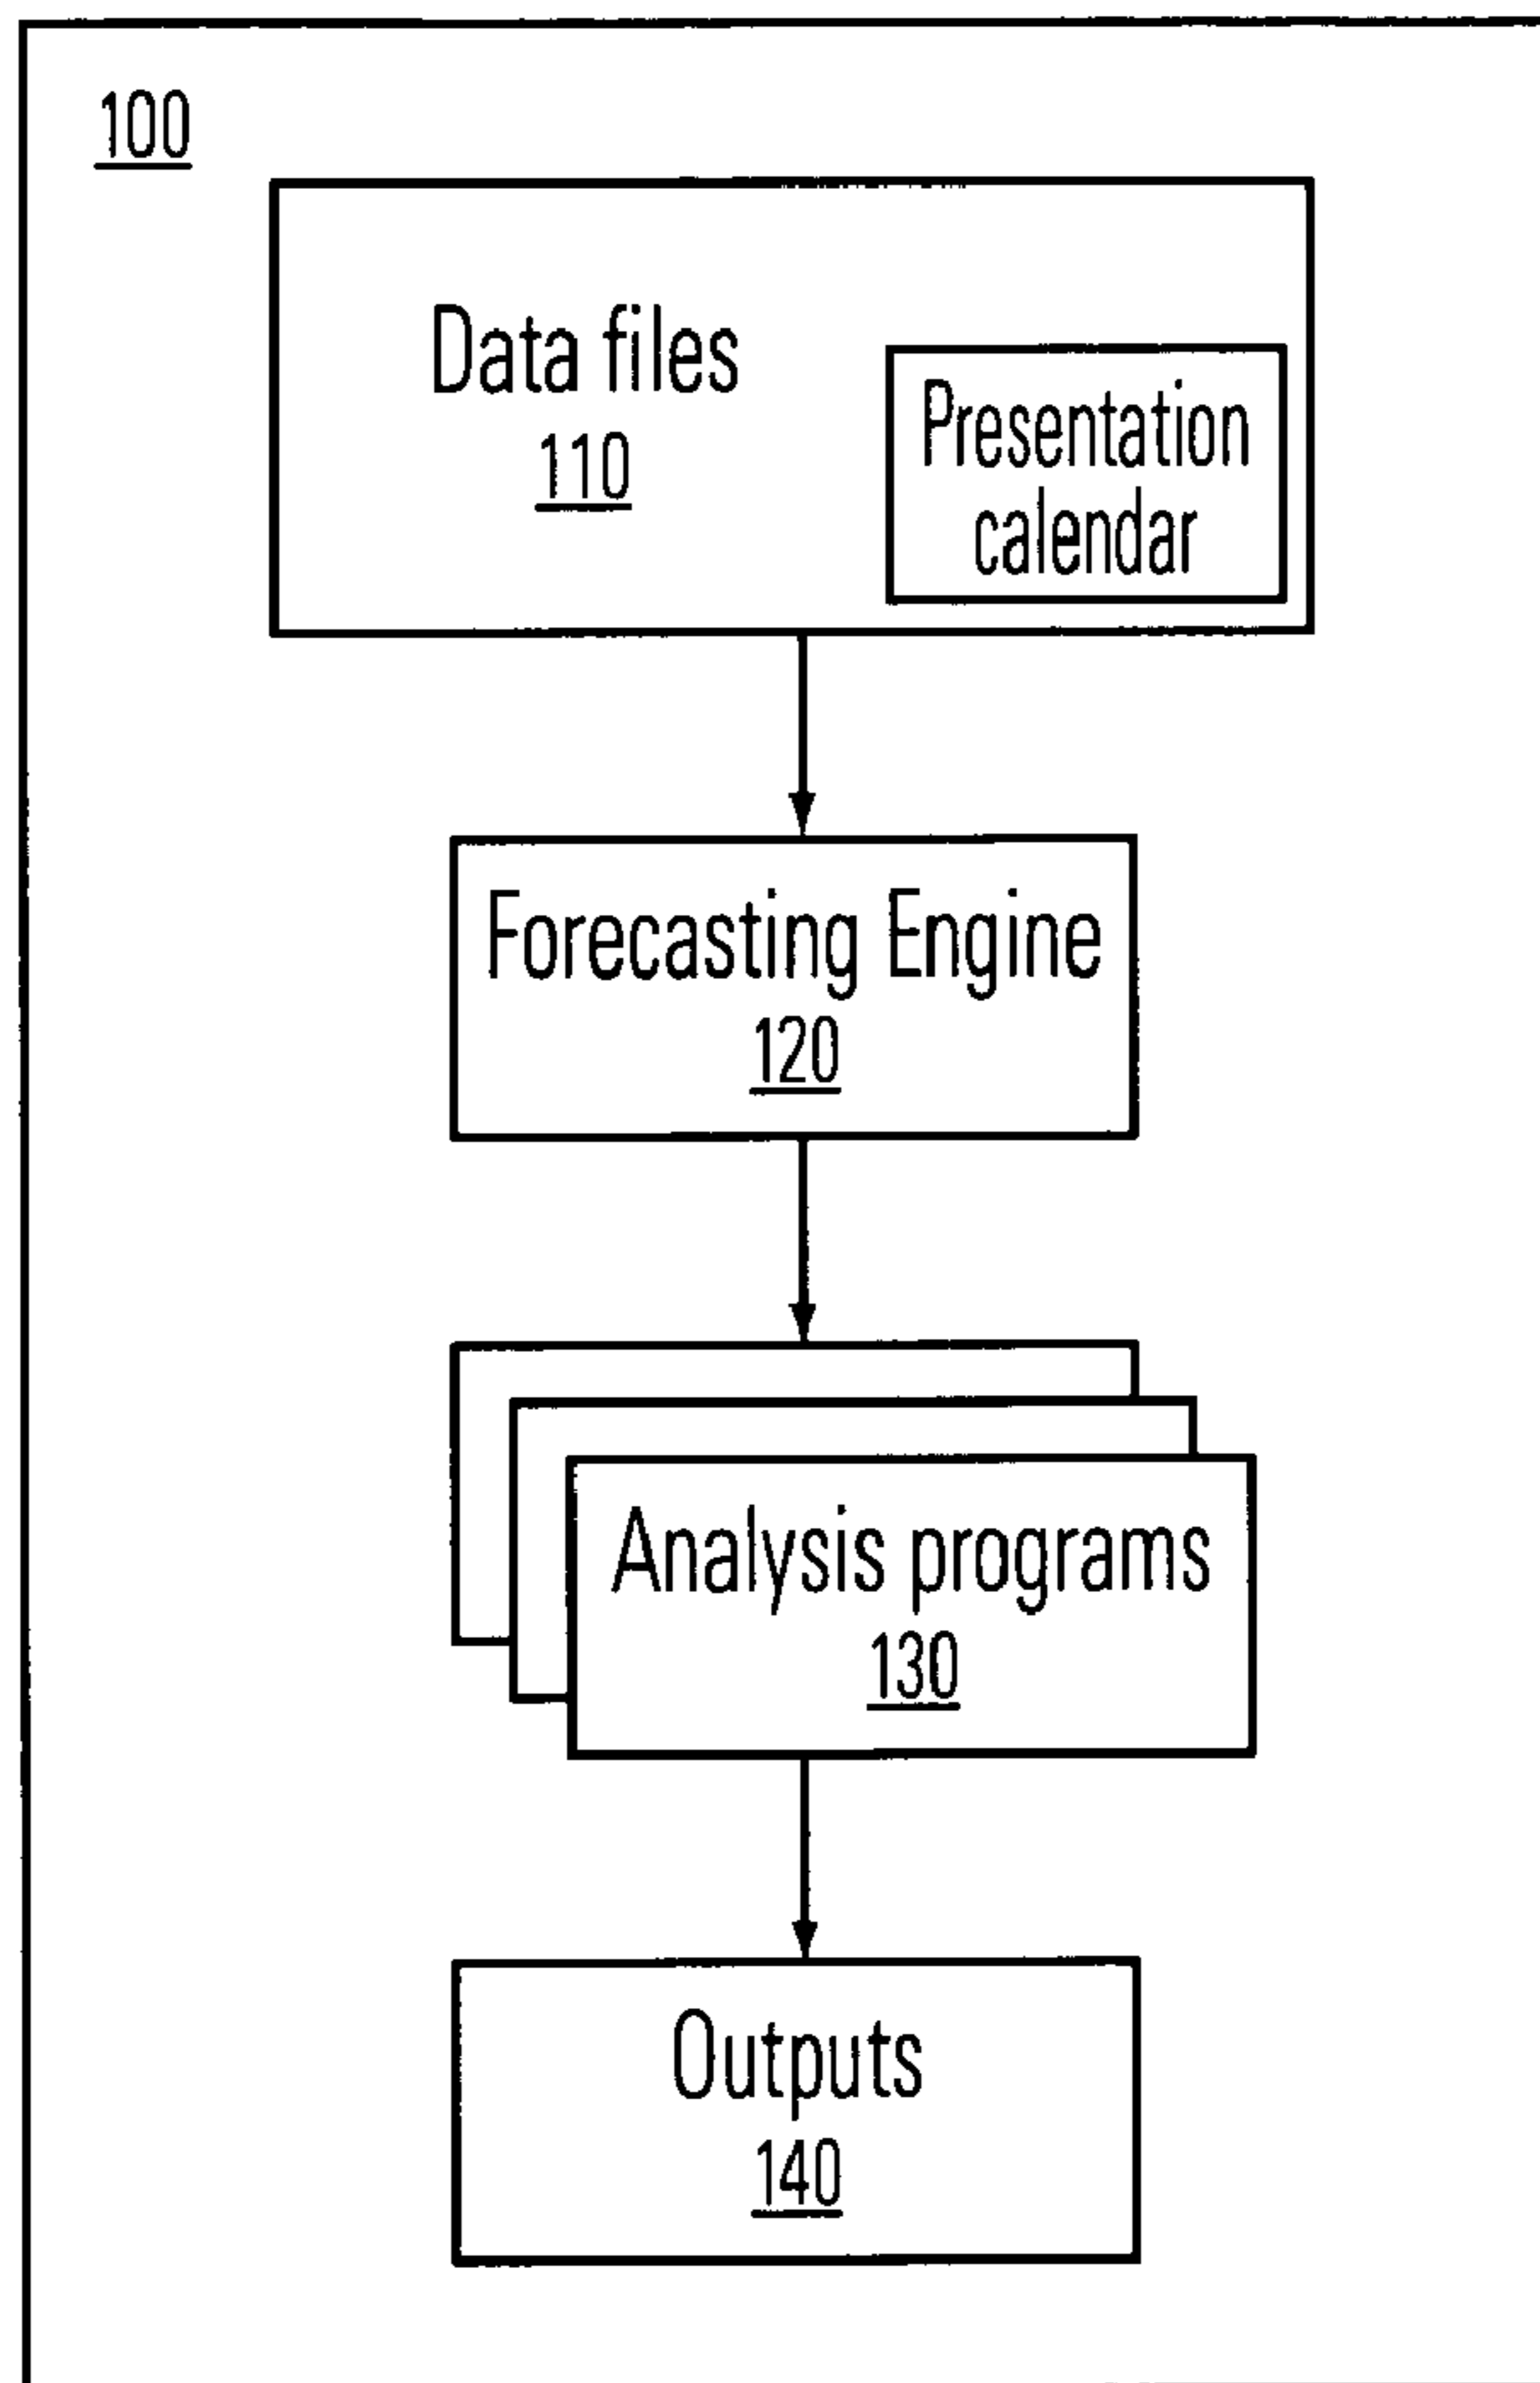 100
Data files
110
Presentation
calendar
Forecasting Engine
120
Analysis programs
130
Outputs
140